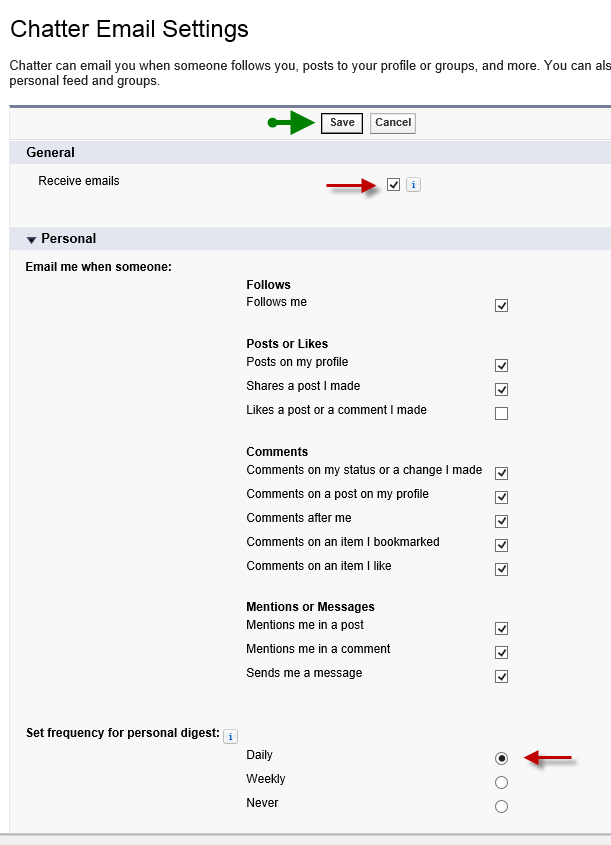 Chatter Email Settings
Chatter can email you when someone follows you, posts to your profile or groups, and more. You can als
personal feed and groups.
Save Cancel
General
Receive emails i
Personal
Email me when someone:
Follows
Follows me
Posts or Likes
Posts on my profile
Shares a post I made
Likes a post or a comment I made
Comments
Comments on my status or a change I made
Comments on a post on my profile
Comments after me
Comments on an item I bookmarked
Comments on an item I like
Mentions or Messages
Mentions me in a post
Mentions me in a comment
Sends me a message
Set frequency for personal digest: i
Daily
Weekly
Never